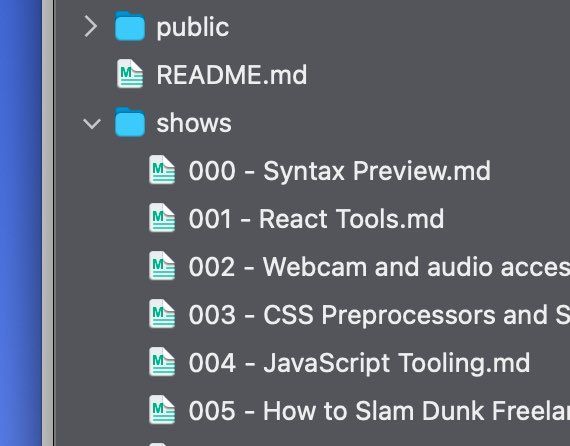 public
README.md
shows
000 - Syntax Preview.md
001 - React Tools.md
002 - Webcam and audio acces
003 - CSS Preprocessors and S
004 - JavaScript Tooling.md
005 - How to Slam Dunk Freelan